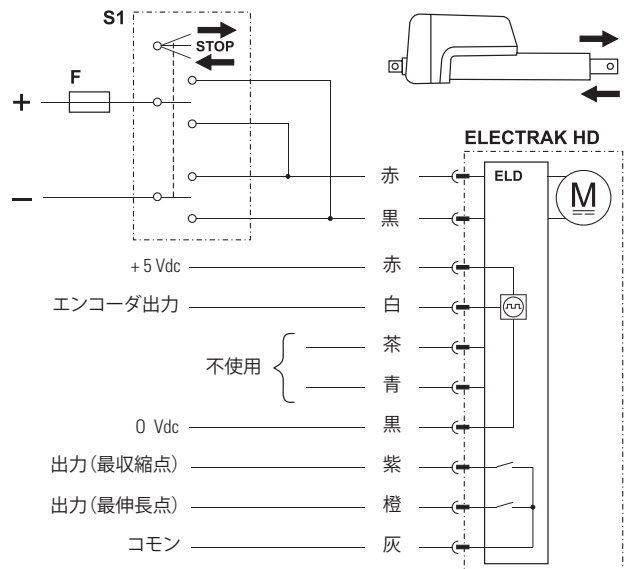 S1
STOP
F
+
−
ELECTRAK HD
ELD
M
赤
黒
+ 5 Vdc 赤
エンコーダ出力 白
不使用
茶
青
0 Vdc 黒
出力（最収縮点） 紫
出力（最伸長点） 橙
コモン 灰